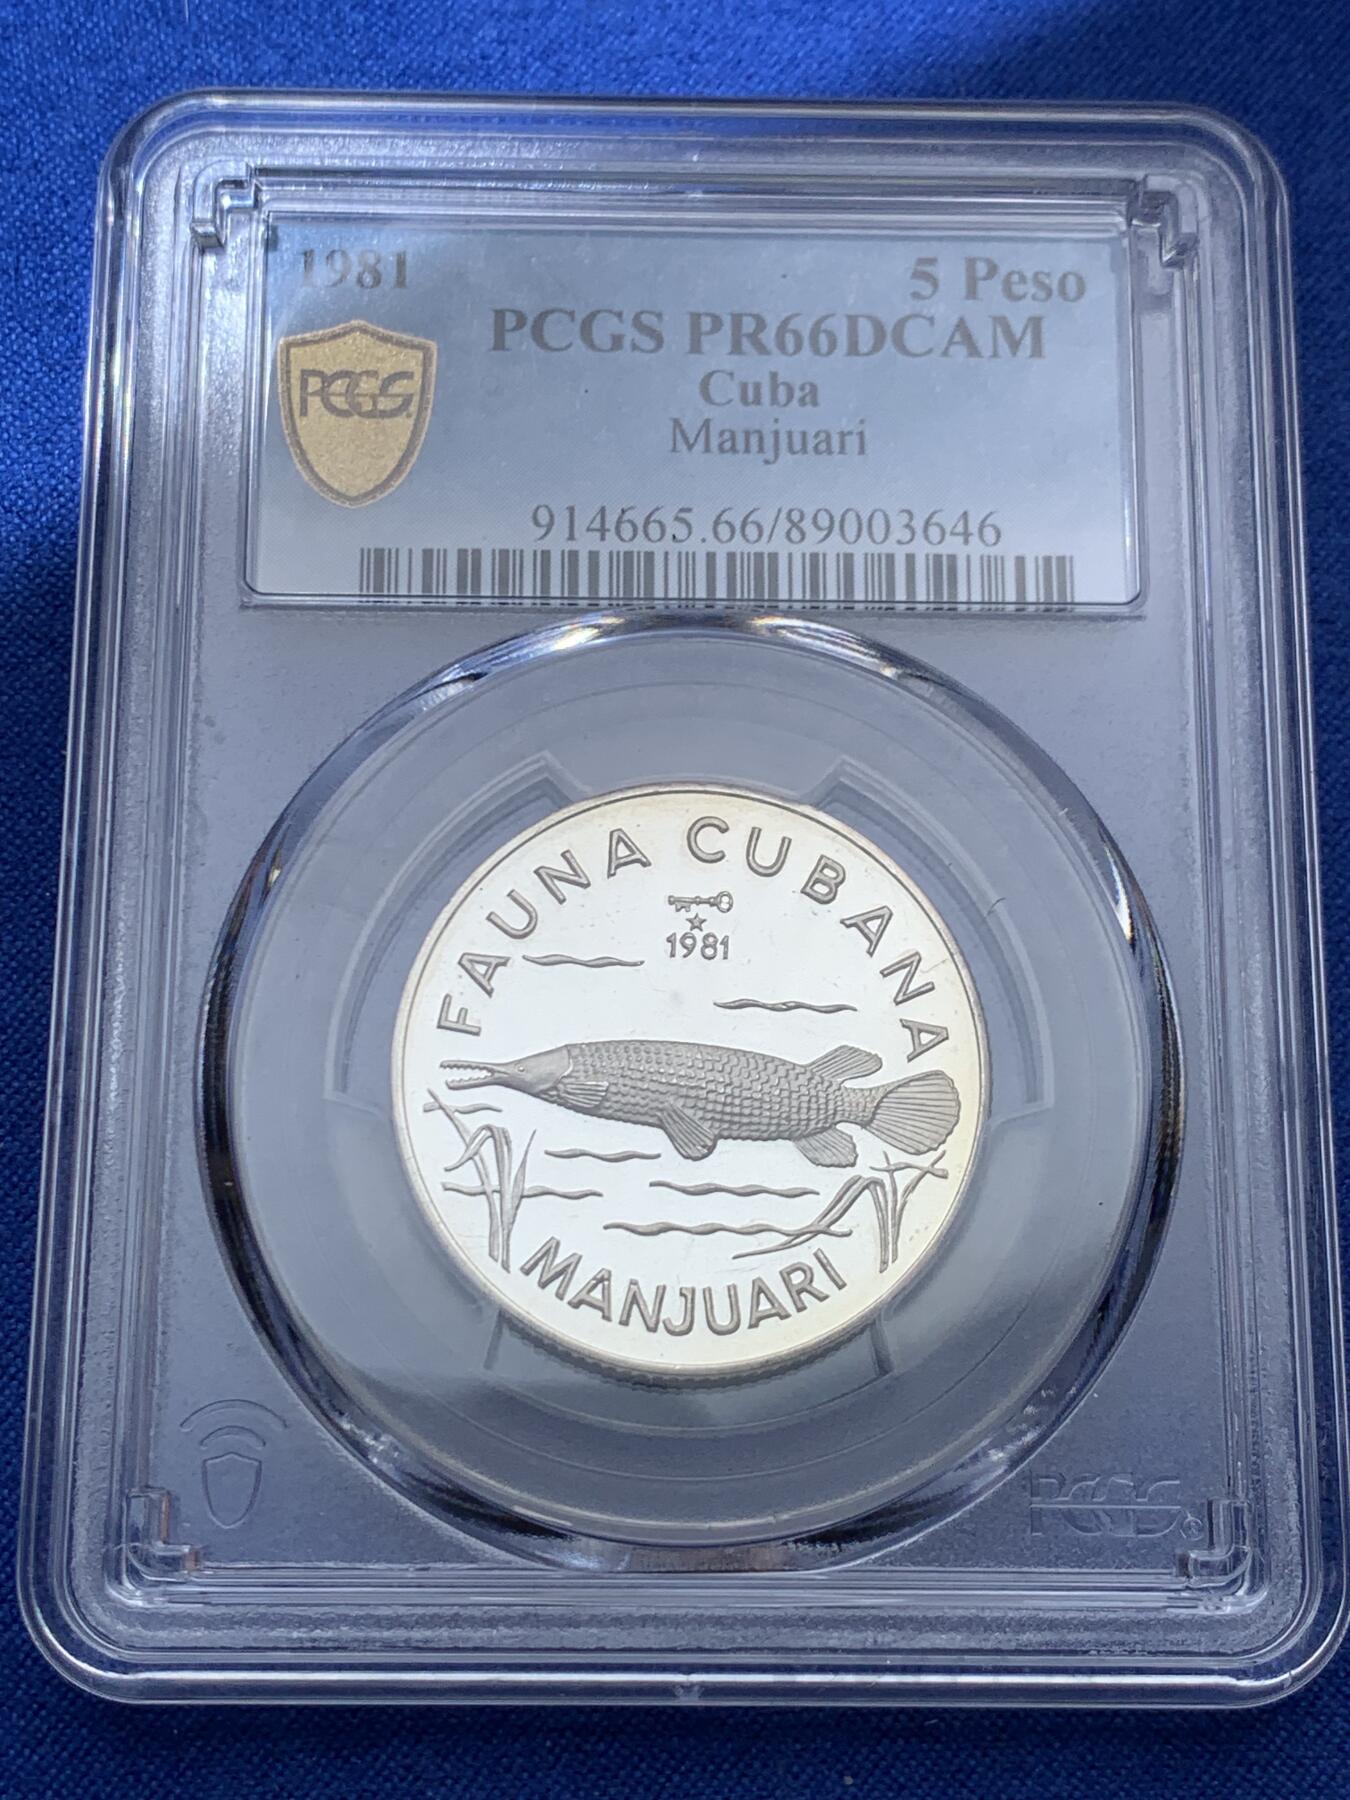 1981 5 Peso
PCGS PR66DCAM
PCGS
Cuba
Manjuari
914665.66/89003646
FAUNA CUBANA
1981
MANJUARI
PCGS